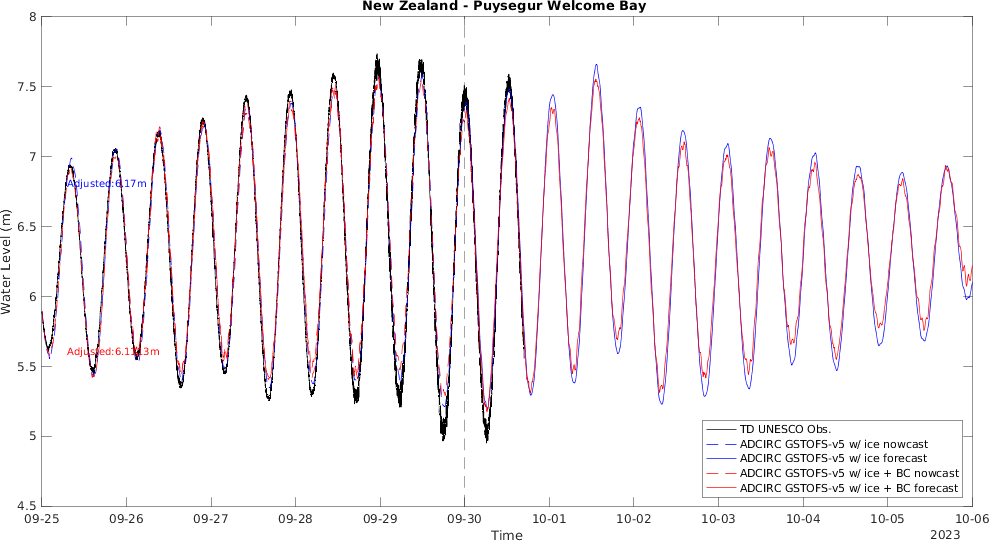 New Zealand - Puysegur Welcome Bay
8
7.5
7
6.5
6
5.5
5
4.5
Water Level (m)
Adjusted:6.17m
TD UNESCO Obs.
ADCIRC GSTOFS-v5 w/ ice nowcast
ADCIRC GSTOFS-v5 w/ ice forecast
ADCIRC GSTOFS-v5 w/ ice + BC nowcast
ADCIRC GSTOFS-v5 w/ ice + BC forecast
09-25
09-26
09-27
09-28
09-29
09-30
10-01
10-02
10-03
10-04
10-05
10-06
Time
2023